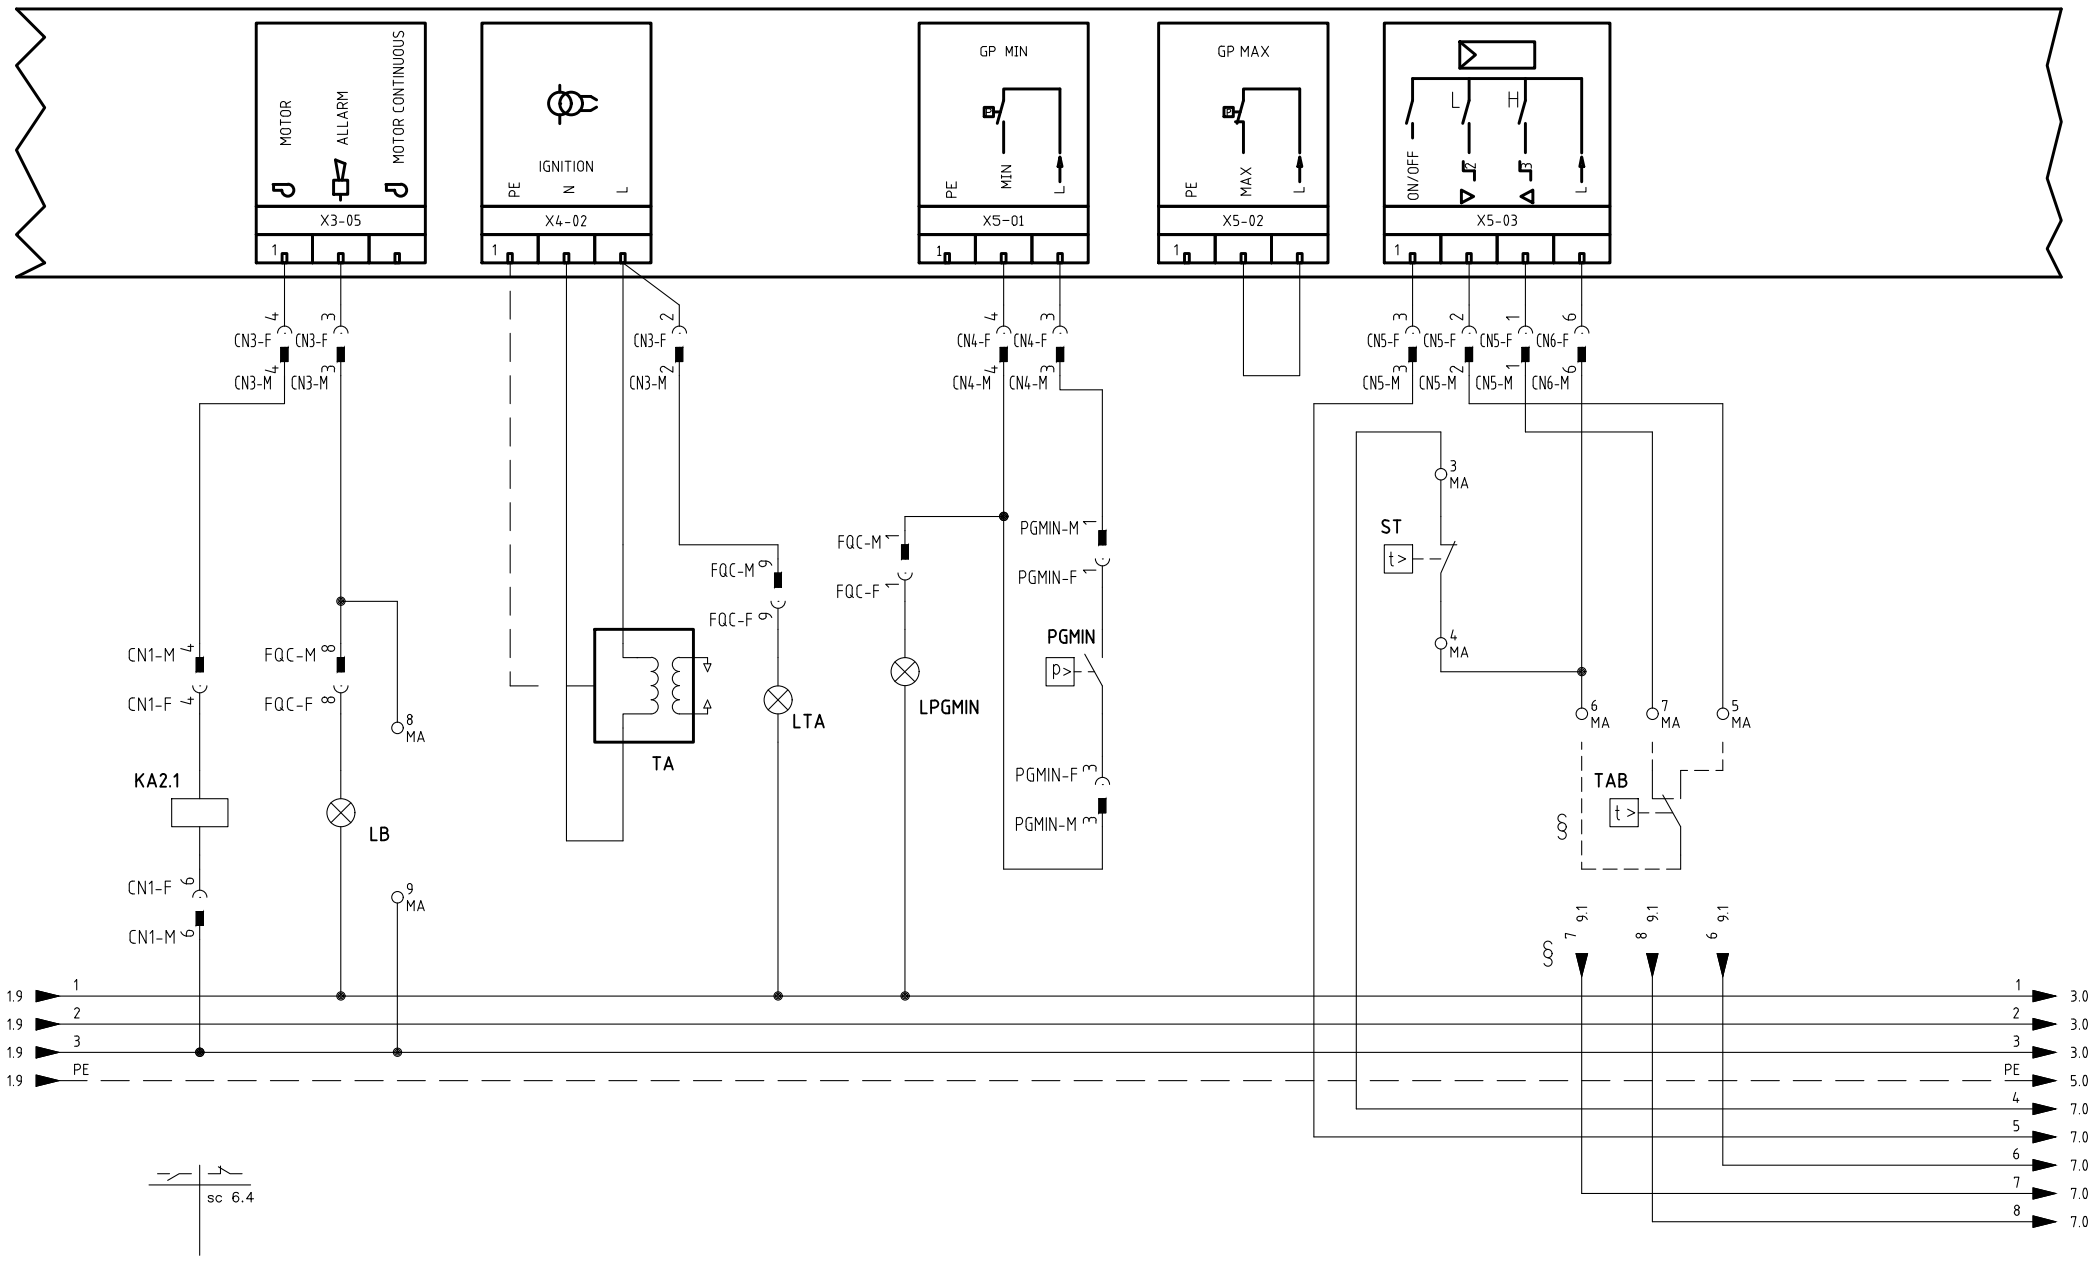 MOTOR
ALLARM
MOTOR CONTINUOUS
X3-05
1
IGNITION
PE
N
L
X4-02
1
GP MIN
PE
MIN
L
X5-01
1
GP MAX
PE
MAX
L
X5-02
1
L
H
ON/OFF
2
3
L
X5-03
1
4
CN3-F
4
CN3-M
3
CN3-F
3
CN3-M
2
CN3-F
2
CN3-M
4
CN4-F
4
CN4-M
3
CN4-F
3
CN4-M
3
CN5-F
3
CN5-M
2
CN5-F
2
CN5-M
1
CN5-F
1
CN5-M
6
CN6-F
6
CN6-M
3
MA
ST
t>
4
MA
FQC-M 1
FQC-F 1
PGMIN-M 1
PGMIN-F 1
FQC-M 9
FQC-F 9
PGMIN
p>
CN1-M 4
CN1-F 4
FQC-M 8
FQC-F 8
8
MA
LTA
LPGMIN
TA
6
MA
7
MA
5
MA
KA2.1
LB
PGMIN-F 3
PGMIN-M 3
TAB
t>
§
CN1-F 6
CN1-M 6
9
MA
§
7 9.1
8 9.1
6 9.1
1.9 1 1 3.0
1.9 2 2 3.0
1.9 3 3 3.0
1.9 PE PE 5.0
4 7.0
5 7.0
6 7.0
7 7.0
8 7.0
sc 6.4